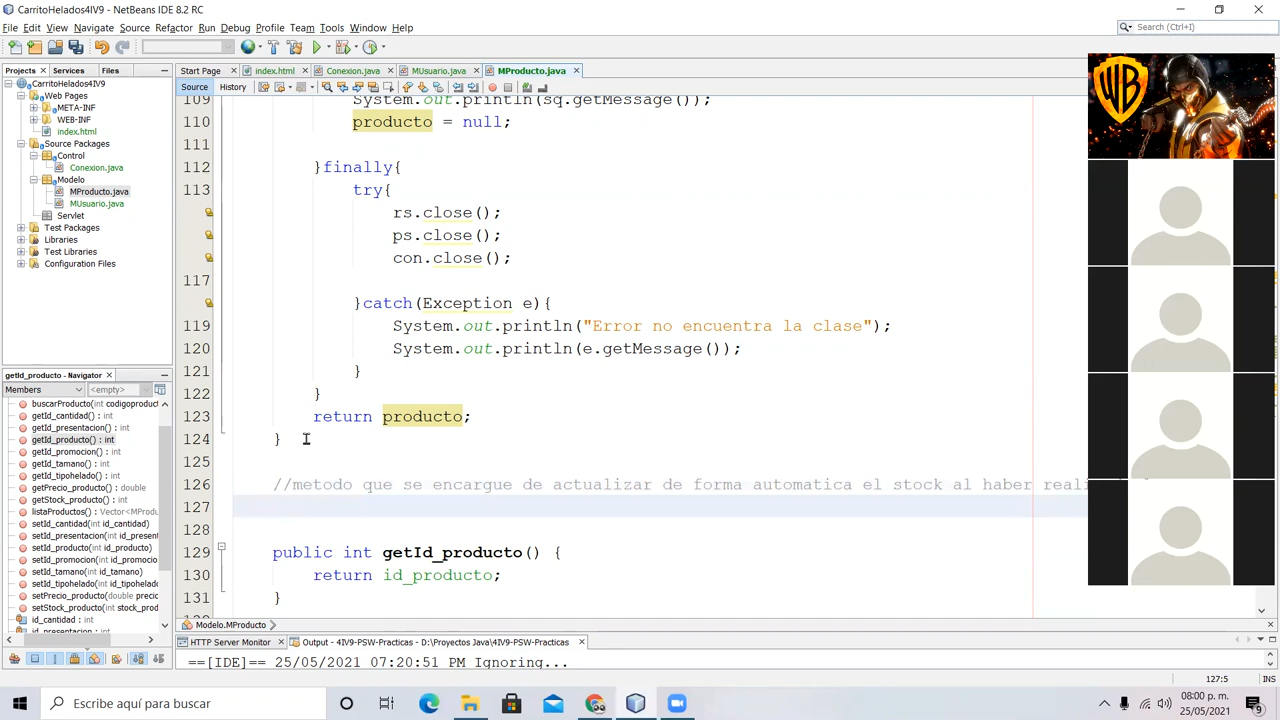 CarritoHelados4IV9 - NetBeans IDE 8.2 RC
File Edit View Navigate Source Refactor Run Debug Profile Team Tools Window Help
Search (Ctrl+I)
Projects Services Files
Start Page index.html Conexion.java MUsuario.java MProducto.java
Source History
CarritoHelados4IV9
Web Pages
META-INF
WEB-INF
index.html
Source Packages
Control
Conexion.java
Modelo
MProducto.java
MUsuario.java
Servlet
Test Packages
Libraries
Test Libraries
Configuration Files
109 System.out.println(sq.getMessage());
110 producto = null;
111
112 }finally{
113 try{
rs.close();
ps.close();
con.close();
117
}catch(Exception e){
119 System.out.println("Error no encuentra la clase");
120 System.out.println(e.getMessage());
121 }
122 }
123 return producto;
124 }
125
126 //metodo que se encargue de actualizar de forma automatica el stock al haber reali
127
128
129 public int getId_producto() {
130 return id_producto;
131 }
getId_producto - Navigator
Members <empty>
buscarProducto(int codigoproduct
getId_cantidad() : int
getId_presentacion() : int
getId_producto() : int
getId_promocion() : int
getId_tamano() : int
getId_tipohelado() : int
getPrecio_producto() : double
getStock_producto() : int
listaProductos() : Vector<MProdu
setId_cantidad(int id_cantidad)
setId_presentacion(int id_present
setId_producto(int id_producto)
setId_promocion(int id_promocio
setId_tamano(int id_tamano)
setId_tipohelado(int id_tipohelado
setPrecio_producto(double precio
setStock_producto(int stock_prod
id_cantidad : int
id_presentacion : int
Modelo.MProducto
HTTP Server Monitor Output - 4IV9-PSW-Practicas - D:\Proyectos Java\4IV9-PSW-Practicas
==[IDE]== 25/05/2021 07:20:51 PM Ignoring...
127:5 INS
Escribe aquí para buscar
08:00 p. m.
25/05/2021
9
WB